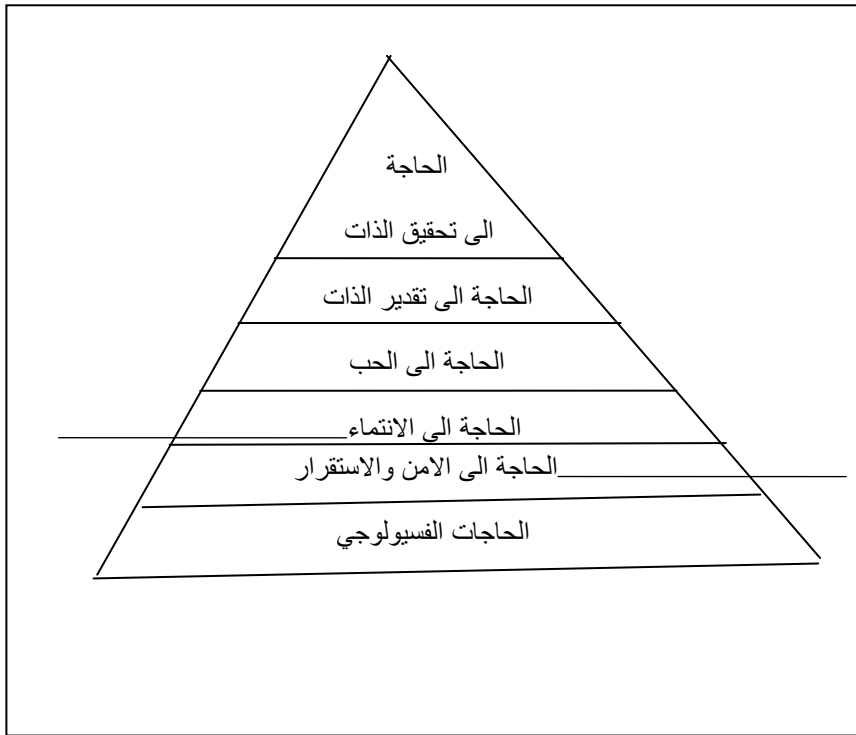 الحاجة
الى تحقيق الذات
الحاجة الى تقدير الذات
الحاجة الى الحب
الحاجة الى الانتماء
الحاجة الى الامن والاستقرار
الحاجات الفسيولوجي